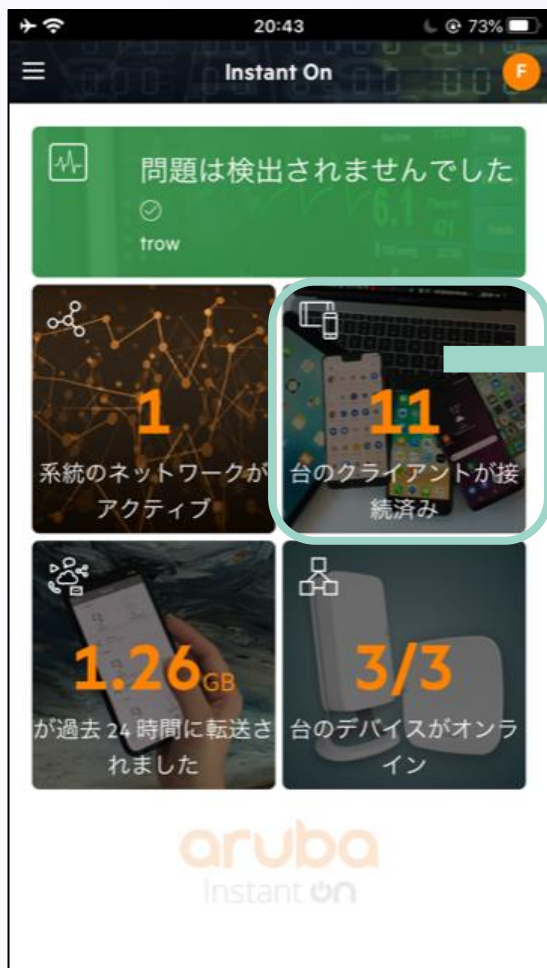 20:43
73%
Instant On
F
問題は検出されませんでした
trow
1
系統のネットワークが
アクティブ
11
台のクライアントが接
続済み
1.26GB
が過去 24 時間に転送さ
れました
3/3
台のデバイスがオンラ
イン
aruba
Instant on